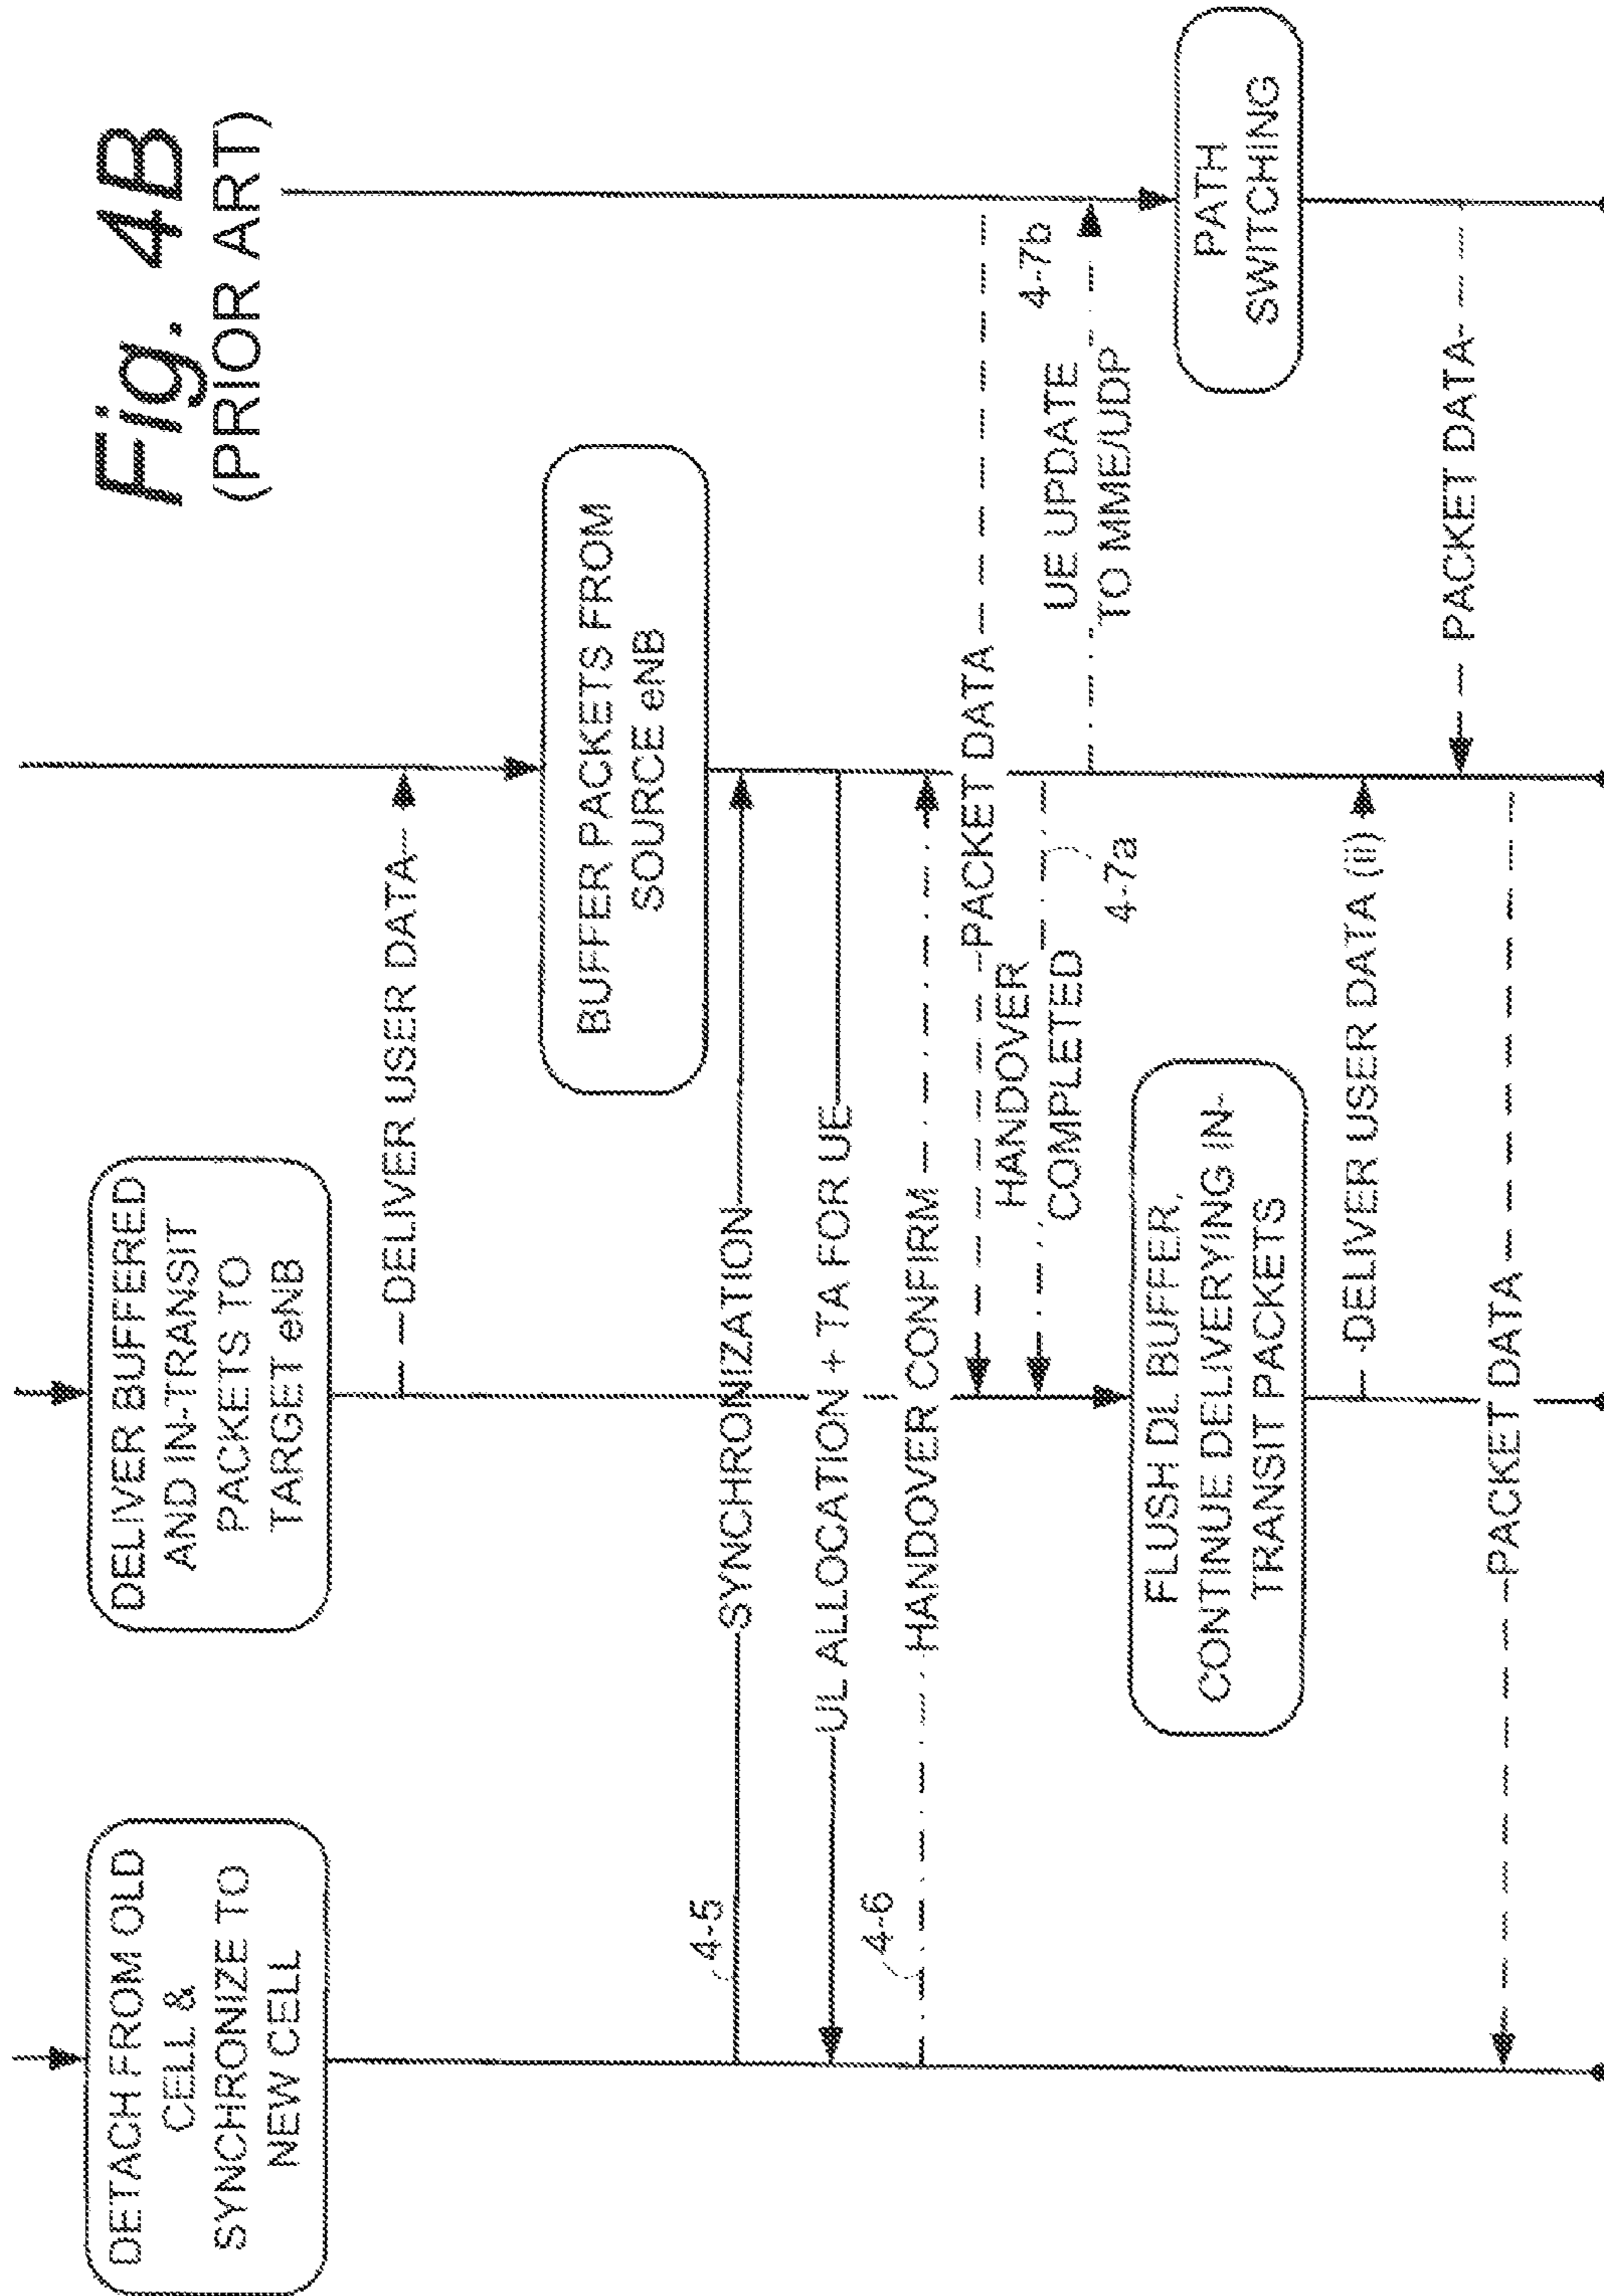 Fig. 4B
(PRIOR ART)
DETACH FROM OLD
CELL &
SYNCHRONIZE TO
NEW CELL
DELIVER BUFFERED
AND IN-TRANSIT
PACKETS TO
TARGET eNB
DELIVER USER DATA
BUFFER PACKETS FROM
SOURCE eNB
4-5
SYNCHRONIZATION
UL ALLOCATION + TA FOR UE
4-6
HANDOVER CONFIRM
PACKET DATA
HANDOVER
COMPLETED
4-7a
4-7b
UE UPDATE
TO MME/UDP
FLUSH DL BUFFER,
CONTINUE DELIVERYING IN-
TRANSIT PACKETS
PATH
SWITCHING
DELIVER USER DATA (ii)
PACKET DATA
PACKET DATA